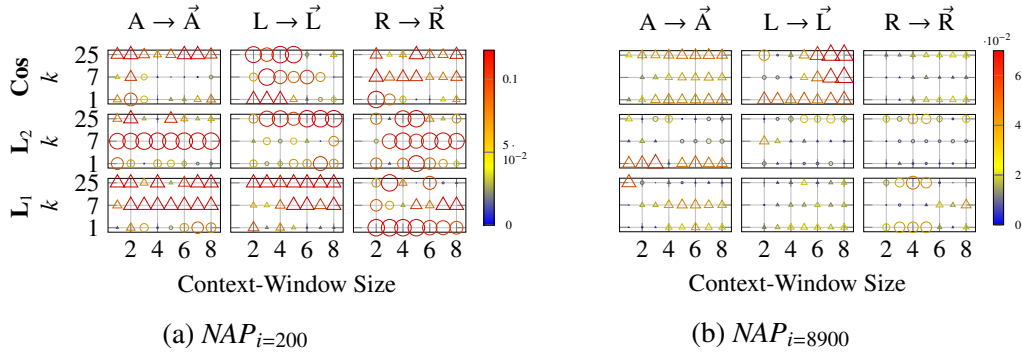 A → A⃗ L → L⃗ R → R⃗
Cos k 25 7 1
L₂ k 25 7 1
L₁ k 25 7 1
2 4 6 8 2 4 6 8 2 4 6 8
0.1
5 ·
10⁻²
0
Context-Window Size
(a) NAPᵢ₌₂₀₀
A → A⃗ L → L⃗ R → R⃗
·10⁻²
6
4
2
0
2 4 6 8 2 4 6 8 2 4 6 8
Context-Window Size
(b) NAPᵢ₌₈₉₀₀